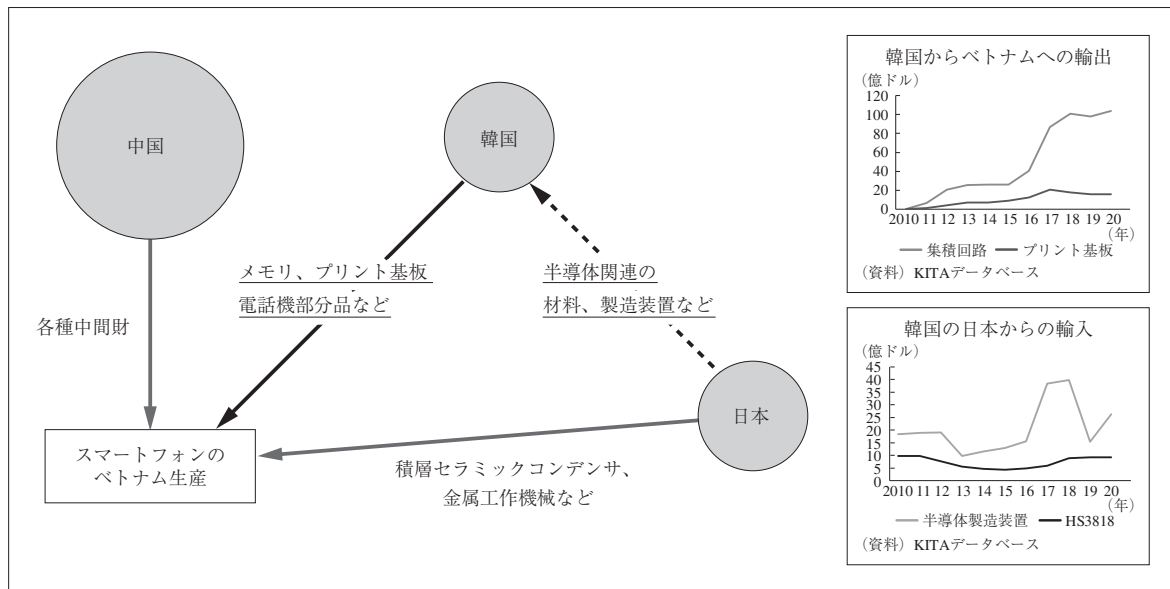 中国
韓国
メモリ、プリント基板
電話機部分品など
半導体関連の
材料、製造装置など
各種中間財
日本
スマートフォンの
ベトナム生産
積層セラミックコンデンサ、
金属工作機械など
韓国からベトナムへの輸出
(億ドル)
120
100
80
60
40
20
0
2010 11 12 13 14 15 16 17 18 19 20
(年)
集積回路 プリント基板
(資料)KITAデータベース
韓国の日本からの輸入
(億ドル)
45
40
35
30
25
20
15
10
5
0
2010 11 12 13 14 15 16 17 18 19 20
(年)
半導体製造装置 HS3818
(資料)KITAデータベース